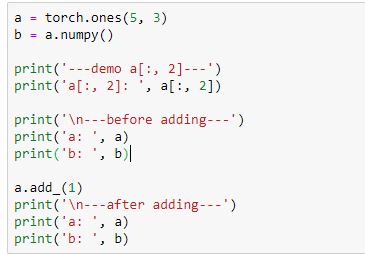 a = torch.ones(5, 3)
b = a.numpy()
print('---demo a[:, 2]---')
print('a[:, 2]: ', a[:, 2])
print('\n---before adding---')
print('a: ', a)
print('b: ', b)
a.add_(1)
print('\n---after adding---')
print('a: ', a)
print('b: ', b)